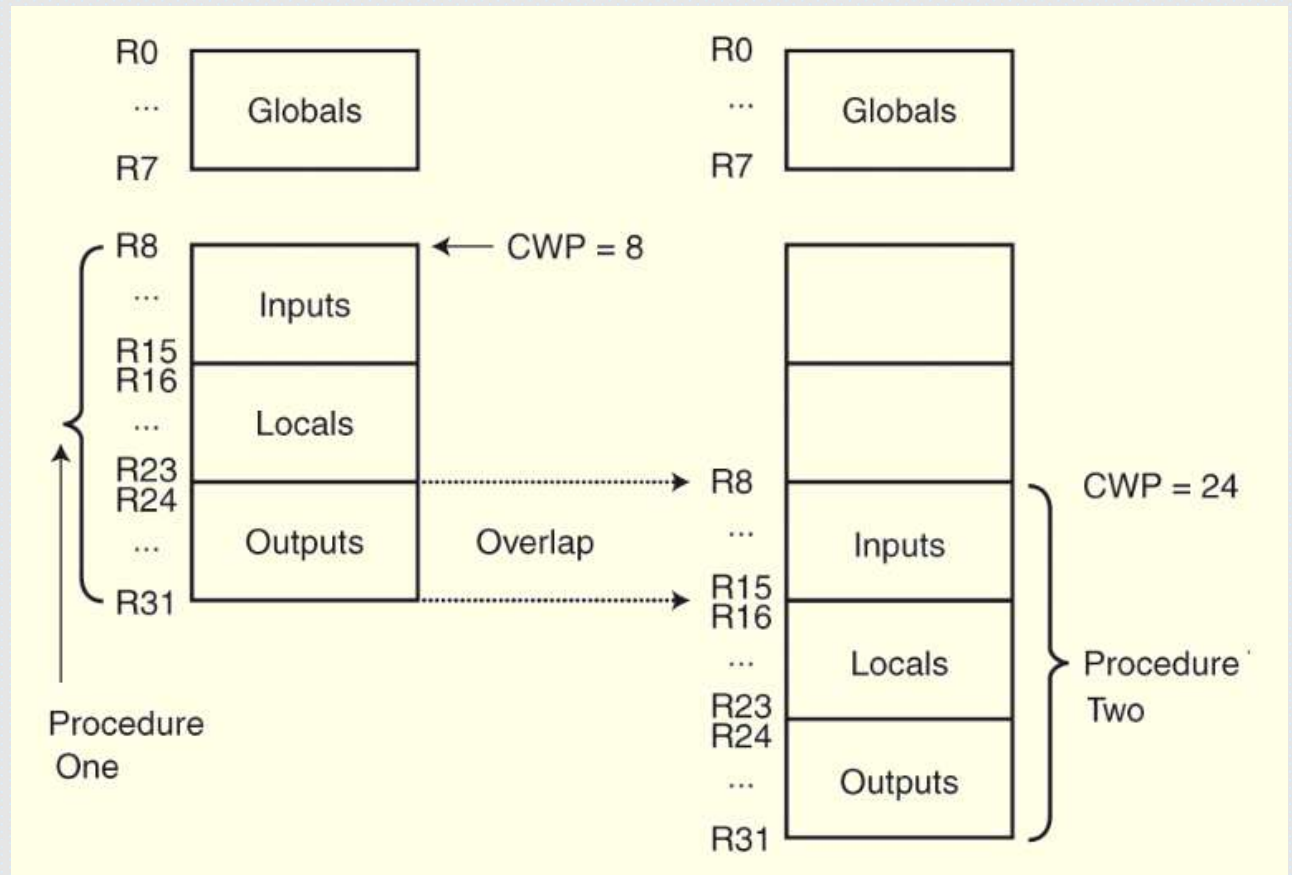 R0
...
R7
Globals
R0
...
R7
Globals
R8
...
R15
R16
...
R23
R24
...
R31
Inputs
Locals
Outputs
CWP = 8
Overlap
Procedure
One
R8
...
R15
R16
...
R23
R24
...
R31
Inputs
Locals
Outputs
CWP = 24
Procedure
Two